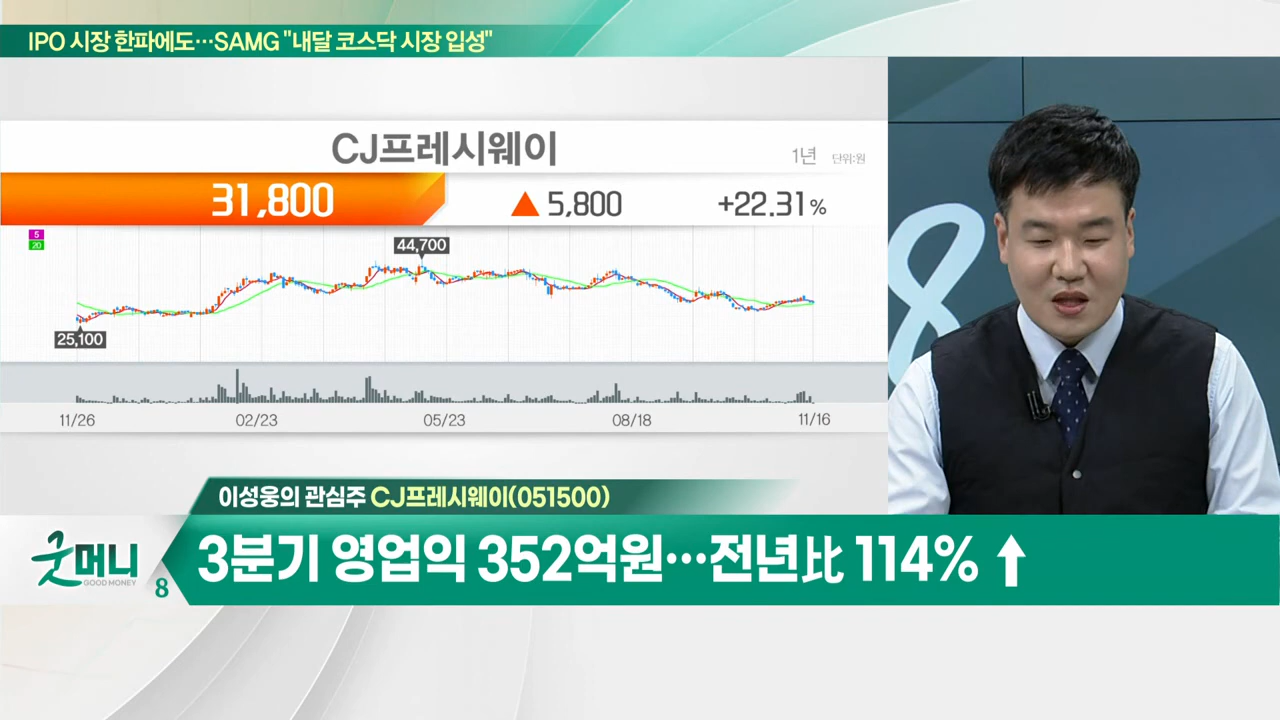 IPO 시장 한파에도…SAMG "내달 코스닥 시장 입성"
CJ프레시웨이
1년 단위:원
31,800 ▲ 5,800 +22.31%
5
20
44,700
25,100
11/26 02/23 05/23 08/18 11/16
8
이성웅의 관심주 CJ프레시웨이(051500)
3분기 영업익 352억원…전년比 114% ↑
굿머니
GOOD MONEY
8